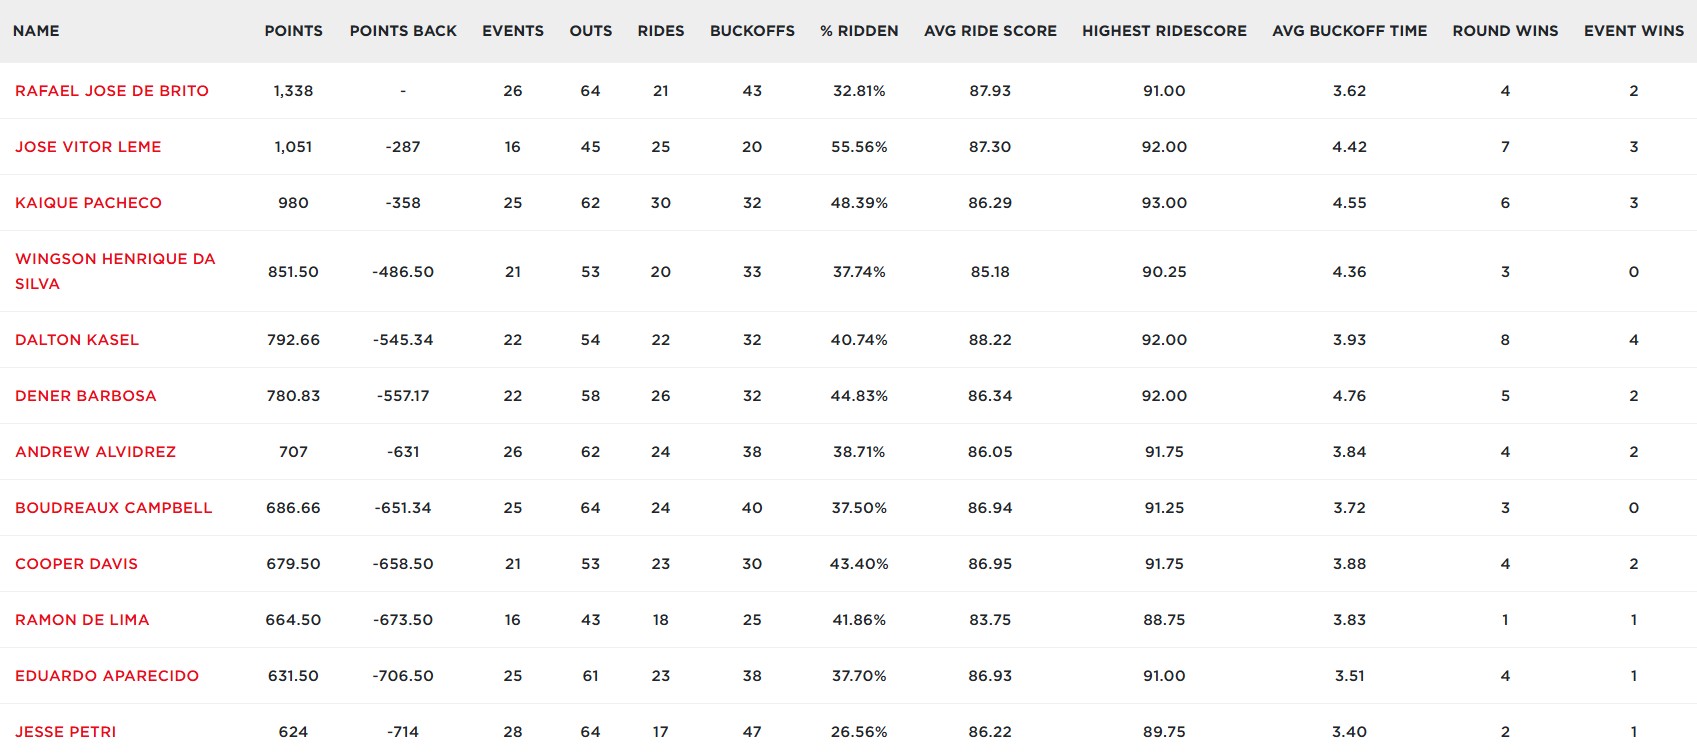 NAME POINTS POINTS BACK EVENTS OUTS RIDES BUCKOFFS % RIDDEN AVG RIDE SCORE HIGHEST RIDESCORE AVG BUCKOFF TIME ROUND WINS EVENT WINS
RAFAEL JOSE DE BRITO 1,338 - 26 64 21 43 32.81% 87.93 91.00 3.62 4 2
JOSE VITOR LEME 1,051 -287 16 45 25 20 55.56% 87.30 92.00 4.42 7 3
KAIQUE PACHECO 980 -358 25 62 30 32 48.39% 86.29 93.00 4.55 6 3
WINGSON HENRIQUE DA
SILVA 851.50 -486.50 21 53 20 33 37.74% 85.18 90.25 4.36 3 0
DALTON KASEL 792.66 -545.34 22 54 22 32 40.74% 88.22 92.00 3.93 8 4
DENER BARBOSA 780.83 -557.17 22 58 26 32 44.83% 86.34 92.00 4.76 5 2
ANDREW ALVIDREZ 707 -631 26 62 24 38 38.71% 86.05 91.75 3.84 4 2
BOUDREAUX CAMPBELL 686.66 -651.34 25 64 24 40 37.50% 86.94 91.25 3.72 3 0
COOPER DAVIS 679.50 -658.50 21 53 23 30 43.40% 86.95 91.75 3.88 4 2
RAMON DE LIMA 664.50 -673.50 16 43 18 25 41.86% 83.75 88.75 3.83 1 1
EDUARDO APARECIDO 631.50 -706.50 25 61 23 38 37.70% 86.93 91.00 3.51 4 1
JESSE PETRI 624 -714 28 64 17 47 26.56% 86.22 89.75 3.40 2 1